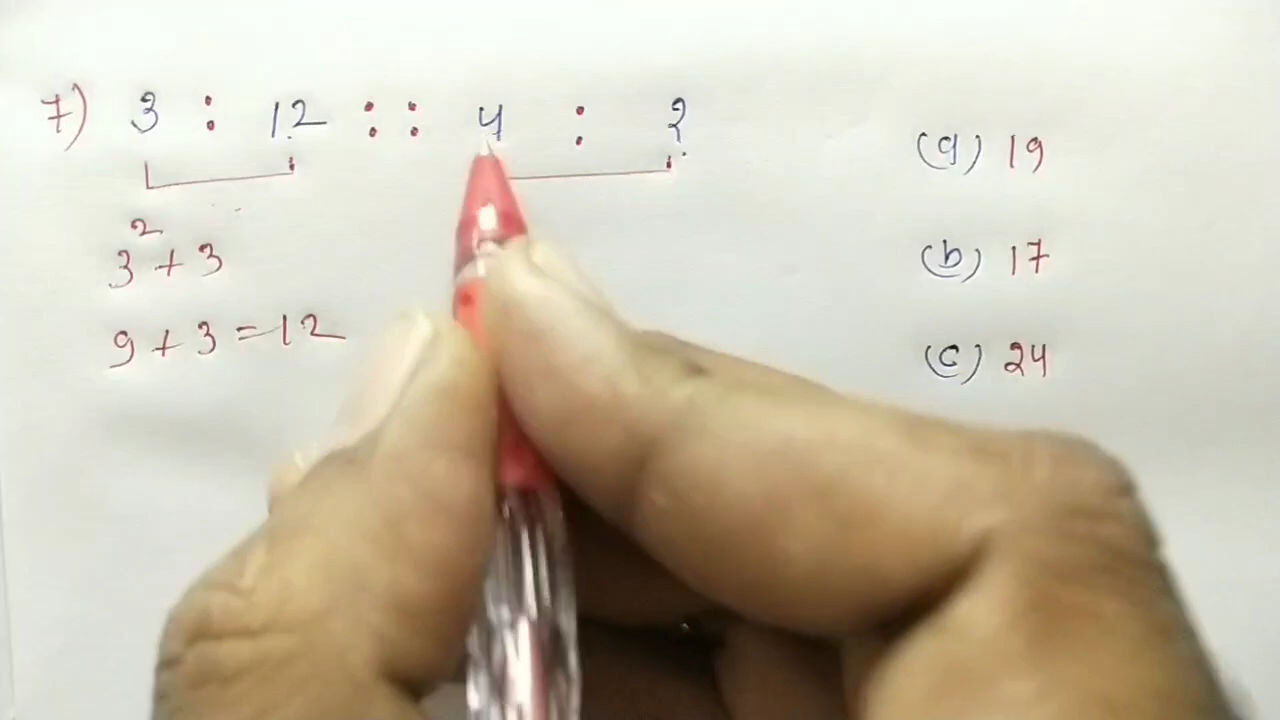 7) 3 : 12 :: 4 : ?
(a) 19
3² + 3
(b) 17
9 + 3 = 12
(c) 24